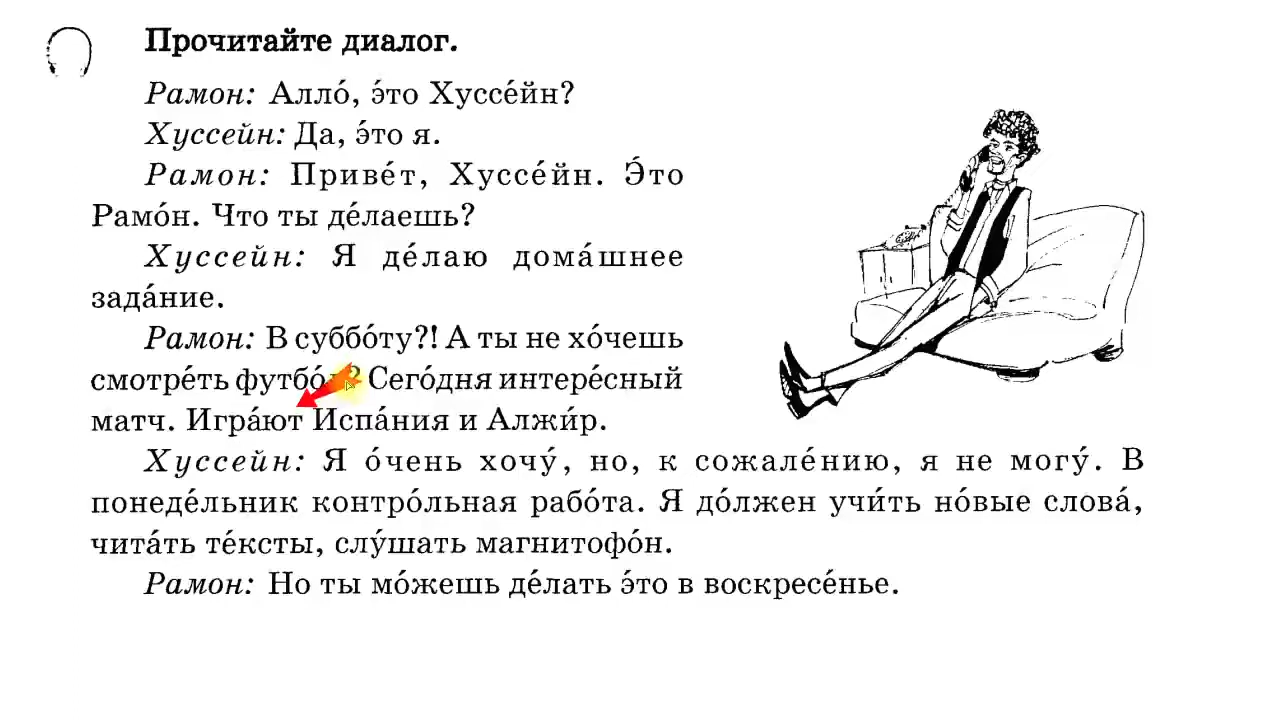 Прочитайте диалог.
Рамон: Алло́, э́то Хуссе́йн?
Хуссейн: Да, э́то я.
Рамон: Приве́т, Хуссе́йн. Э́то
Рамо́н. Что ты де́лаешь?
Хуссейн: Я де́лаю дома́шнее
зада́ние.
Рамон: В суббо́ту?! А ты не хо́чешь
смотре́ть футбо́л? Сего́дня интере́сный
матч. Игра́ют Испа́ния и Алжи́р.
Хуссейн: Я о́чень хочу́, но, к сожале́нию, я не могу́. В
понеде́льник контро́льная рабо́та. Я до́лжен учи́ть но́вые слова́,
чита́ть те́ксты, слу́шать магнитофо́н.
Рамон: Но ты мо́жешь де́лать э́то в воскресе́нье.